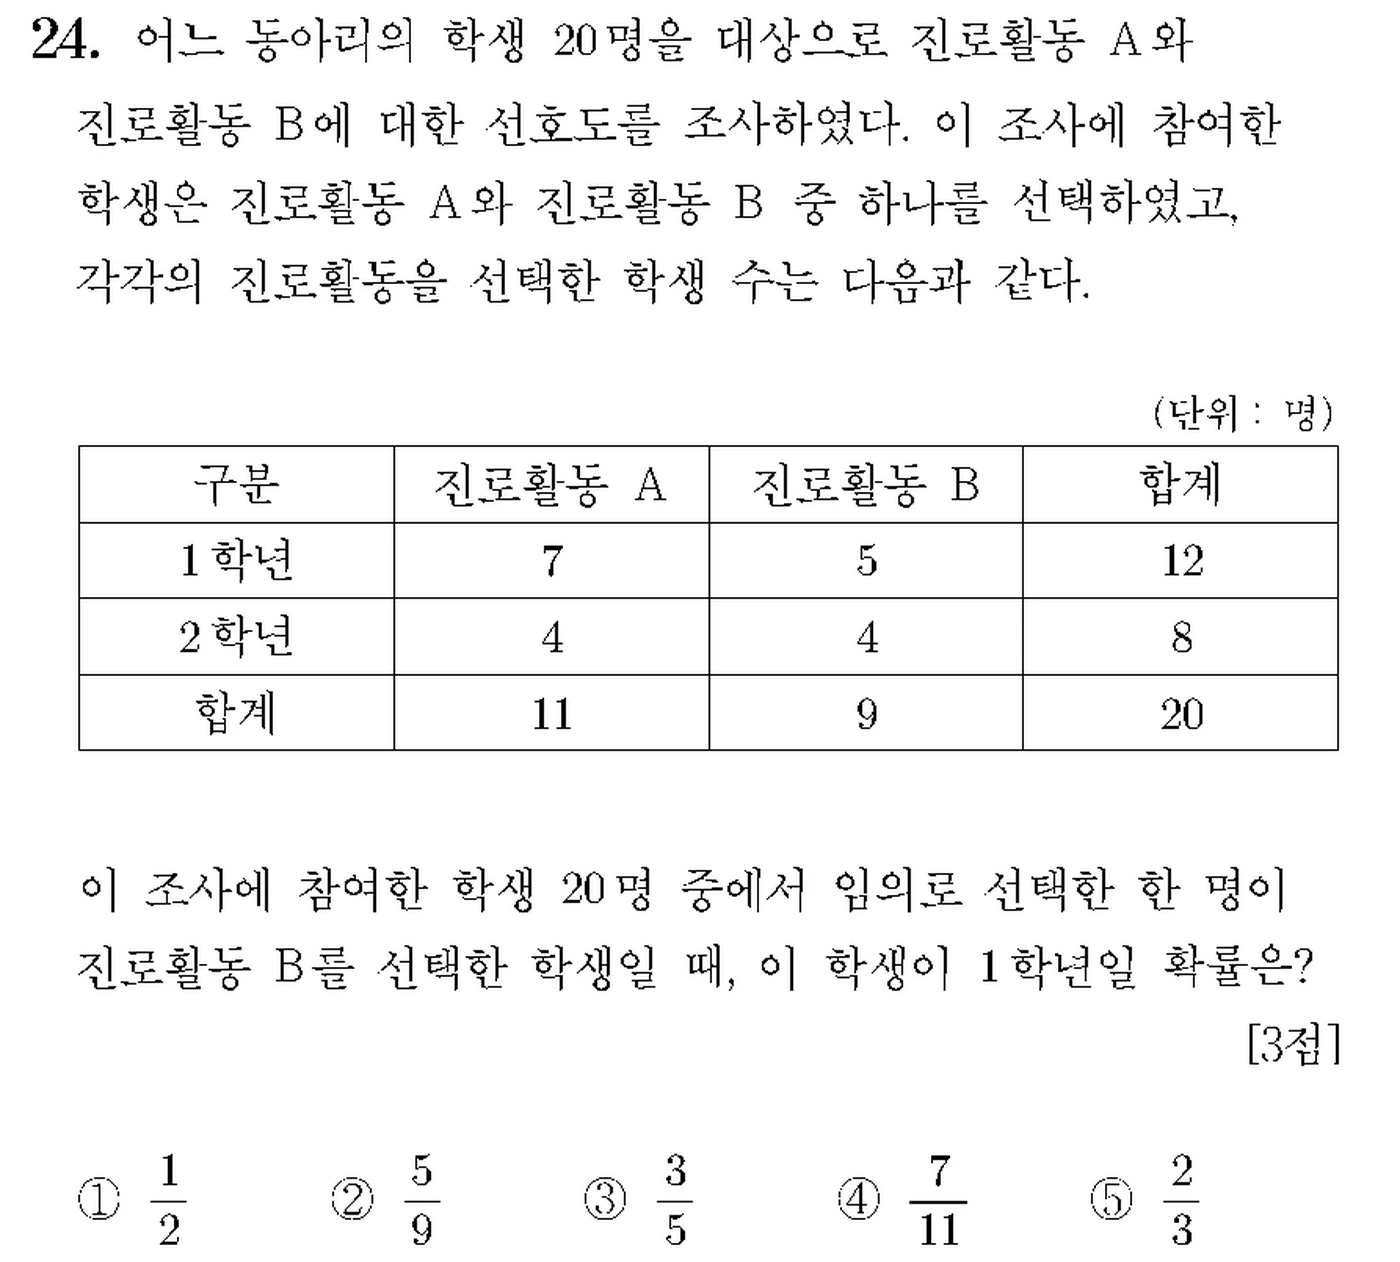 24. 어느 동아리의 학생 20명을 대상으로 진로활동 A와
진로활동 B에 대한 선호도를 조사하였다. 이 조사에 참여한
학생은 진로활동 A와 진로활동 B 중 하나를 선택하였고,
각각의 진로활동을 선택한 학생 수는 다음과 같다.
(단위 : 명)
구분 진로활동 A 진로활동 B 합계
1학년 7 5 12
2학년 4 4 8
합계 11 9 20
이 조사에 참여한 학생 20명 중에서 임의로 선택한 한 명이
진로활동 B를 선택한 학생일 때, 이 학생이 1학년일 확률은?
[3점]
① 1/2 ② 5/9 ③ 3/5 ④ 7/11 ⑤ 2/3